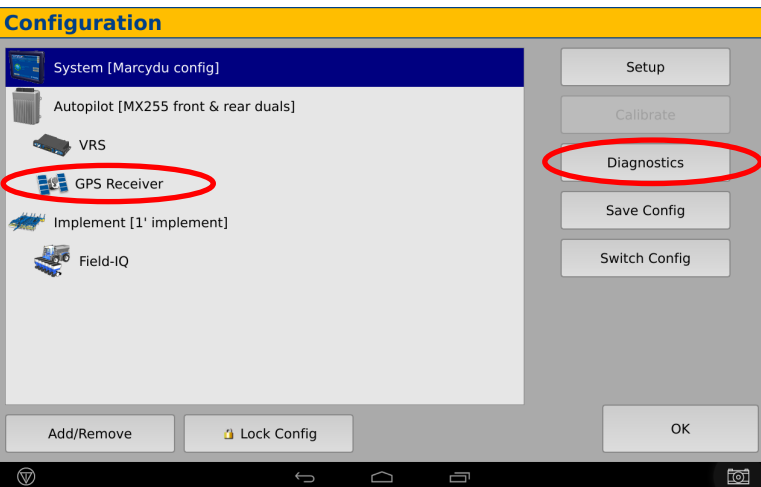 Configuration
System [Marcydu config]
Autopilot [MX255 front & rear duals]
VRS
GPS Receiver
Implement [1' implement]
Field-IQ
Setup
Calibrate
Diagnostics
Save Config
Switch Config
Add/Remove
Lock Config
OK